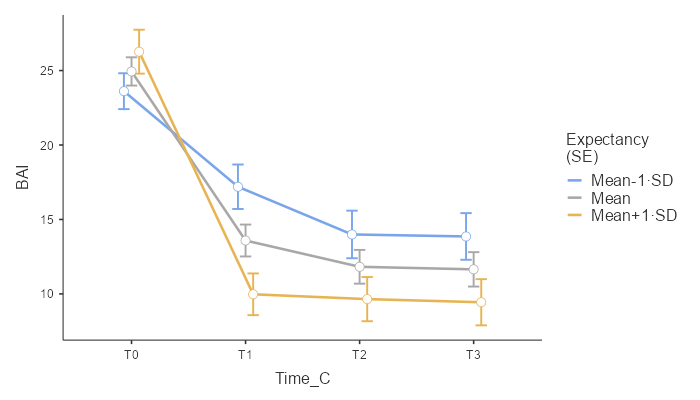 25
20
15
10
BAI
T0 T1 T2 T3
Time_C
Expectancy
(SE)
Mean-1·SD
Mean
Mean+1·SD